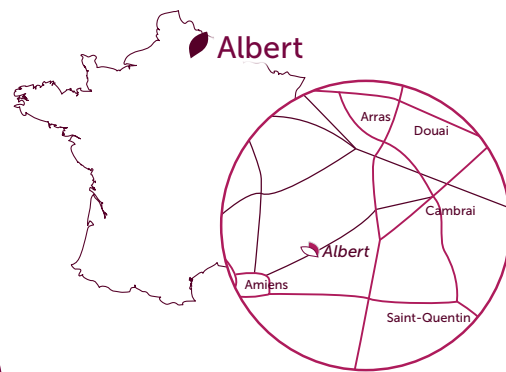 Albert
Arras
Douai
Cambrai
Albert
Amiens
Saint-Quentin